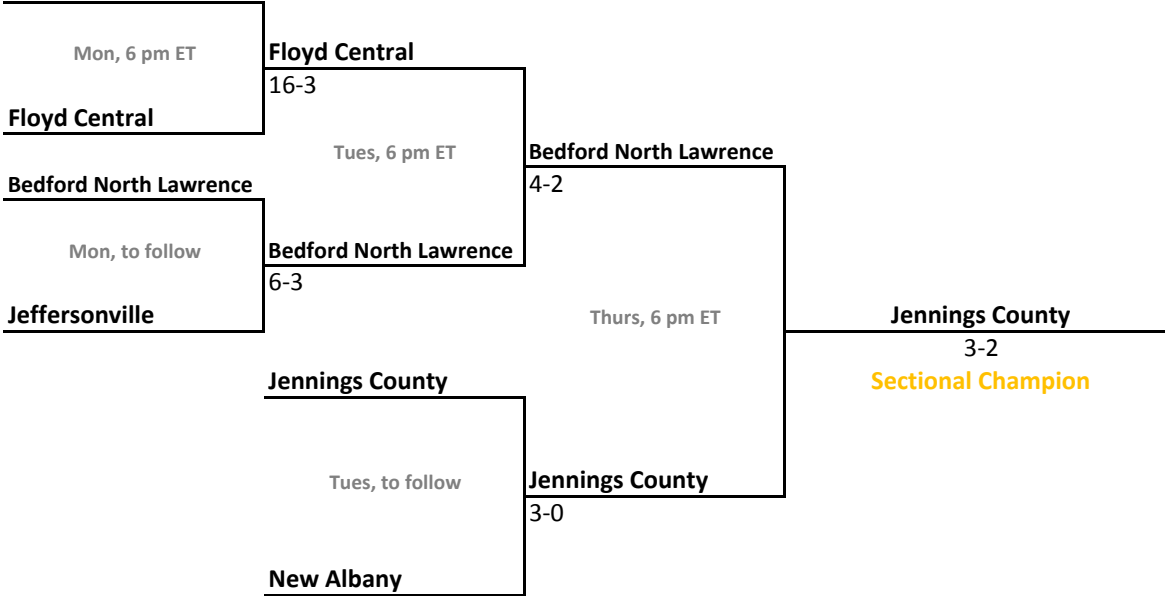 Mon, 6 pm ET
Floyd Central
16-3
Floyd Central
Tues, 6 pm ET
Bedford North Lawrence
4-2
Bedford North Lawrence
Mon, to follow
Bedford North Lawrence
6-3
Jeffersonville
Thurs, 6 pm ET
Jennings County
3-2
Sectional Champion
Jennings County
Tues, to follow
Jennings County
3-0
New Albany